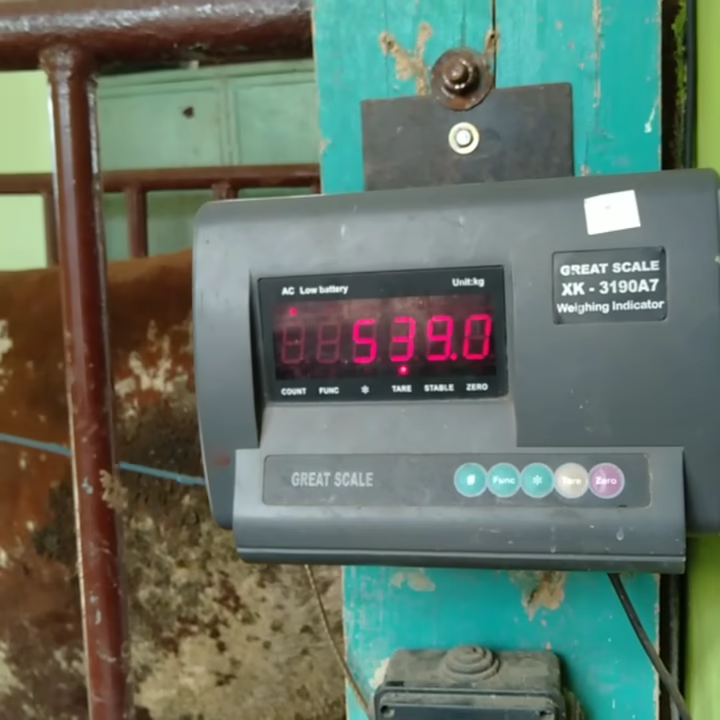 GREAT SCALE
XK - 3190A7
Weighing Indicator
AC Low battery Unit:kg
539.0
COUNT FUNC ✻ TARE STABLE ZERO
GREAT SCALE
# Func ✻ Tare Zero